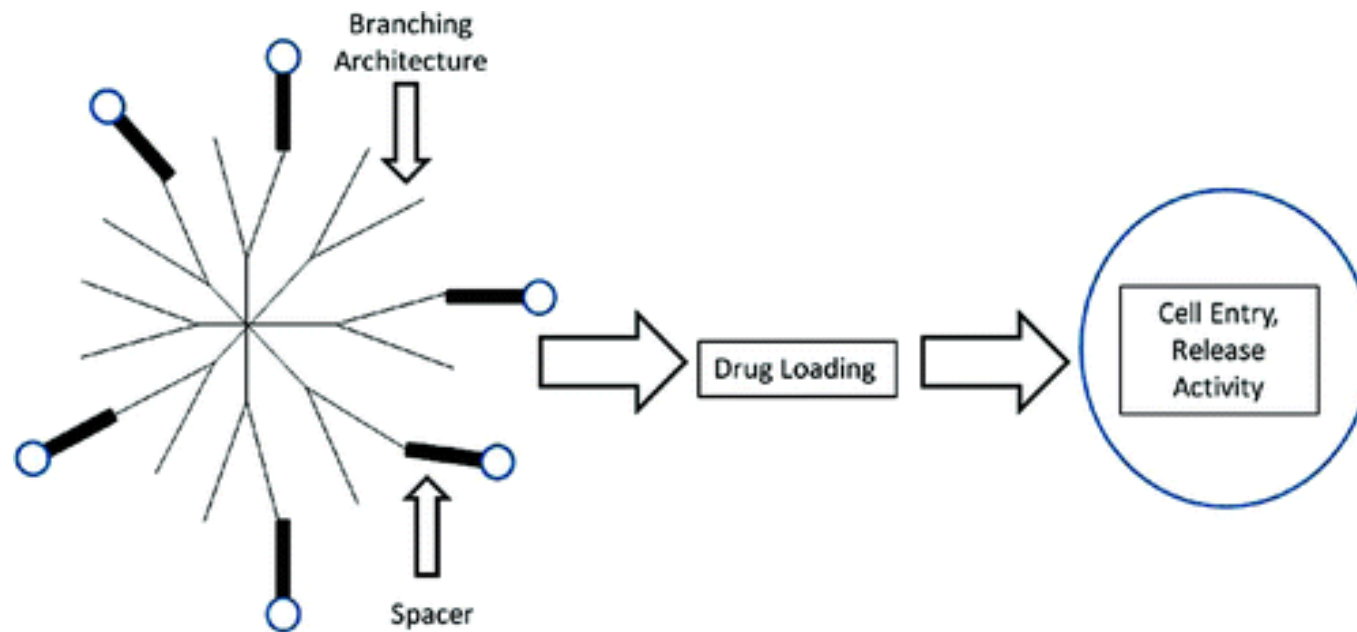 Branching
Architecture
Drug Loading
Cell Entry,
Release
Activity
Spacer